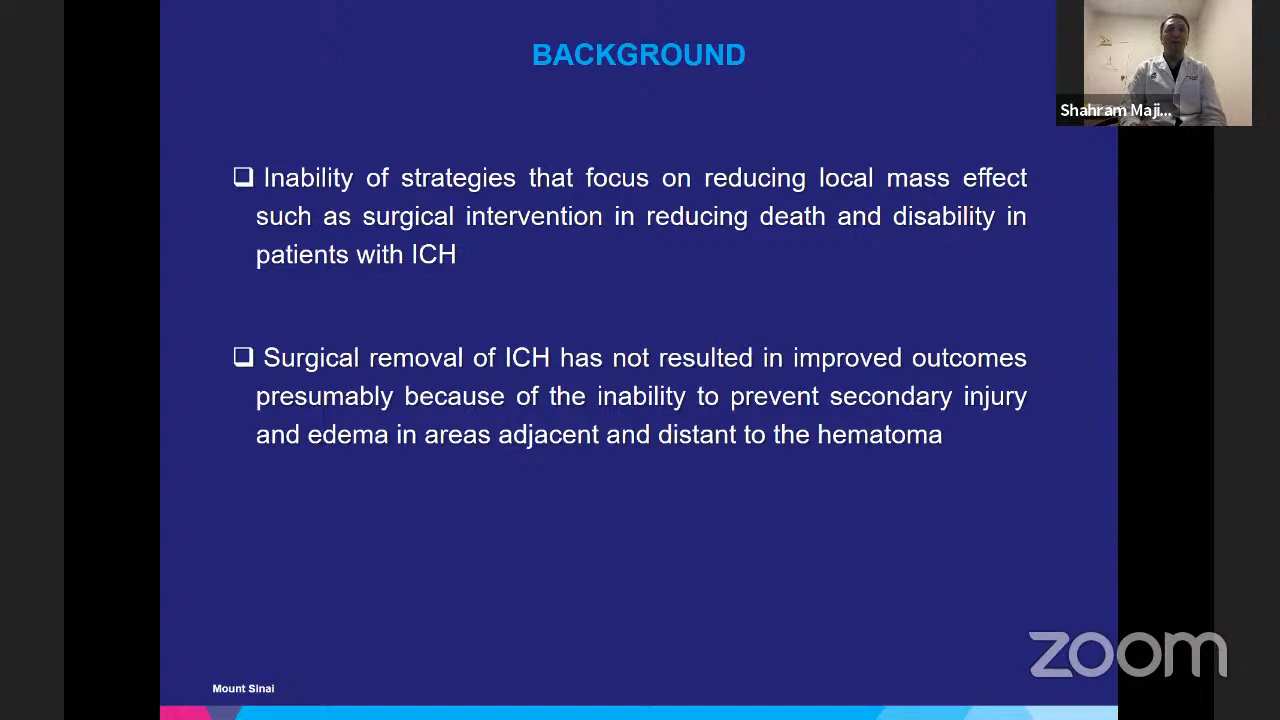 BACKGROUND
Shahram Maji...
❑ Inability of strategies that focus on reducing local mass effect
such as surgical intervention in reducing death and disability in
patients with ICH
❑ Surgical removal of ICH has not resulted in improved outcomes
presumably because of the inability to prevent secondary injury
and edema in areas adjacent and distant to the hematoma
zoom
Mount Sinai